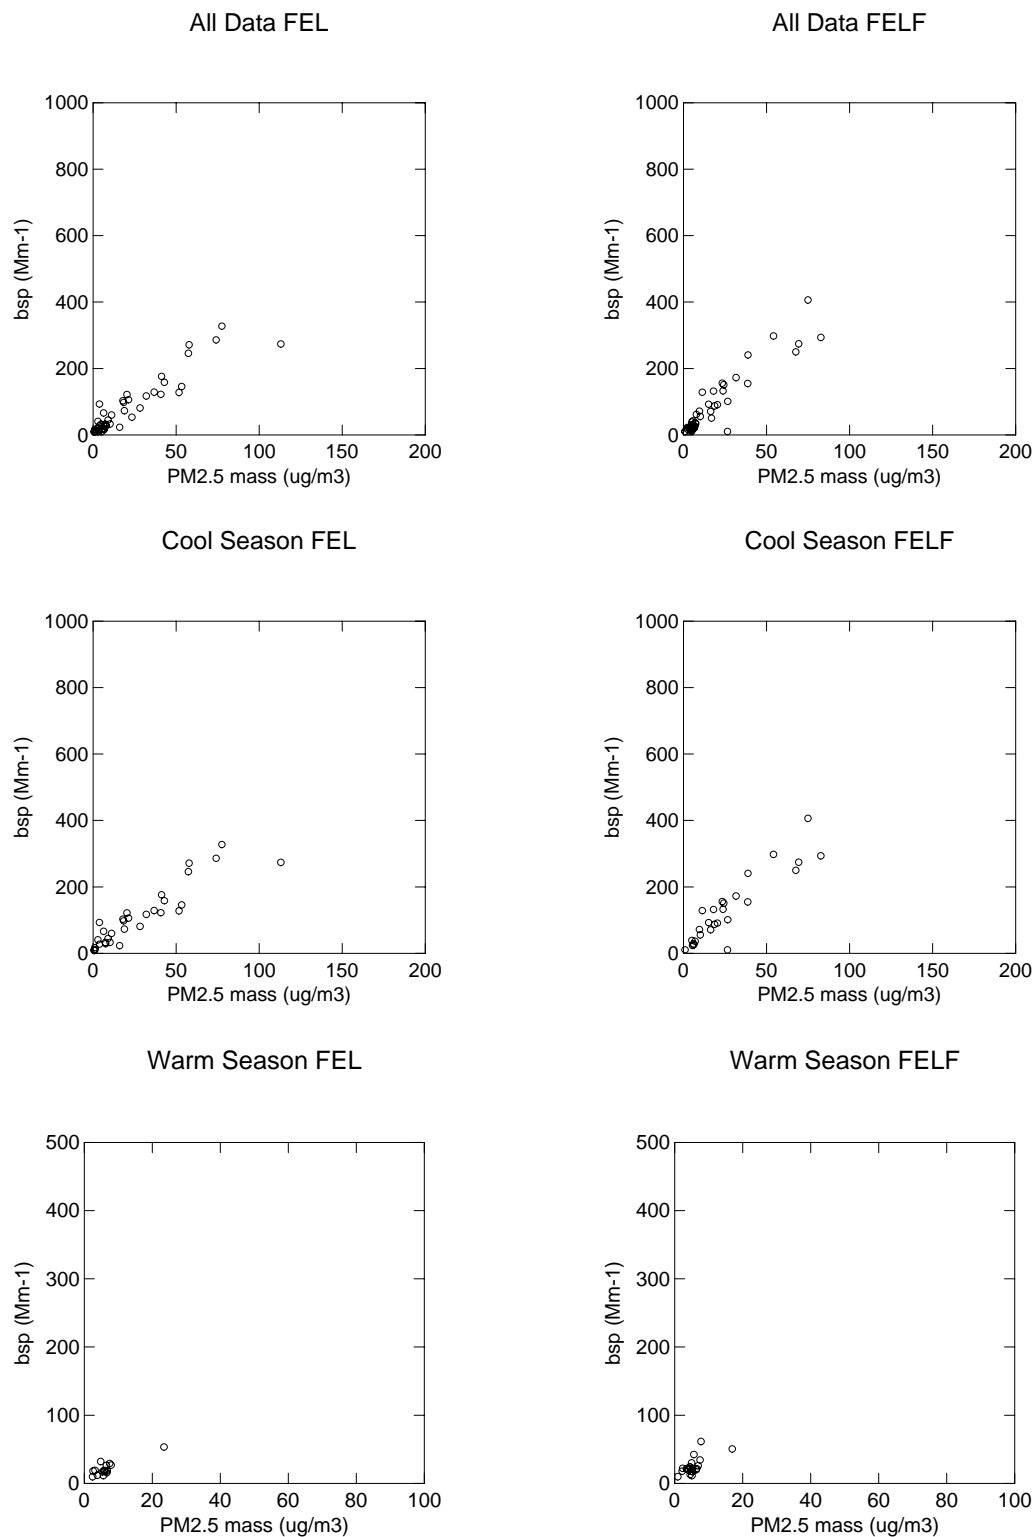 All Data FEL
1000
800
600
400
200
0
bsp (Mm-1)
0 50 100 150 200
PM2.5 mass (ug/m3)
All Data FELF
1000
800
600
400
200
0
bsp (Mm-1)
0 50 100 150 200
PM2.5 mass (ug/m3)
Cool Season FEL
1000
800
600
400
200
0
bsp (Mm-1)
0 50 100 150 200
PM2.5 mass (ug/m3)
Cool Season FELF
1000
800
600
400
200
0
bsp (Mm-1)
0 50 100 150 200
PM2.5 mass (ug/m3)
Warm Season FEL
500
400
300
200
100
0
bsp (Mm-1)
0 20 40 60 80 100
PM2.5 mass (ug/m3)
Warm Season FELF
500
400
300
200
100
0
bsp (Mm-1)
0 20 40 60 80 100
PM2.5 mass (ug/m3)